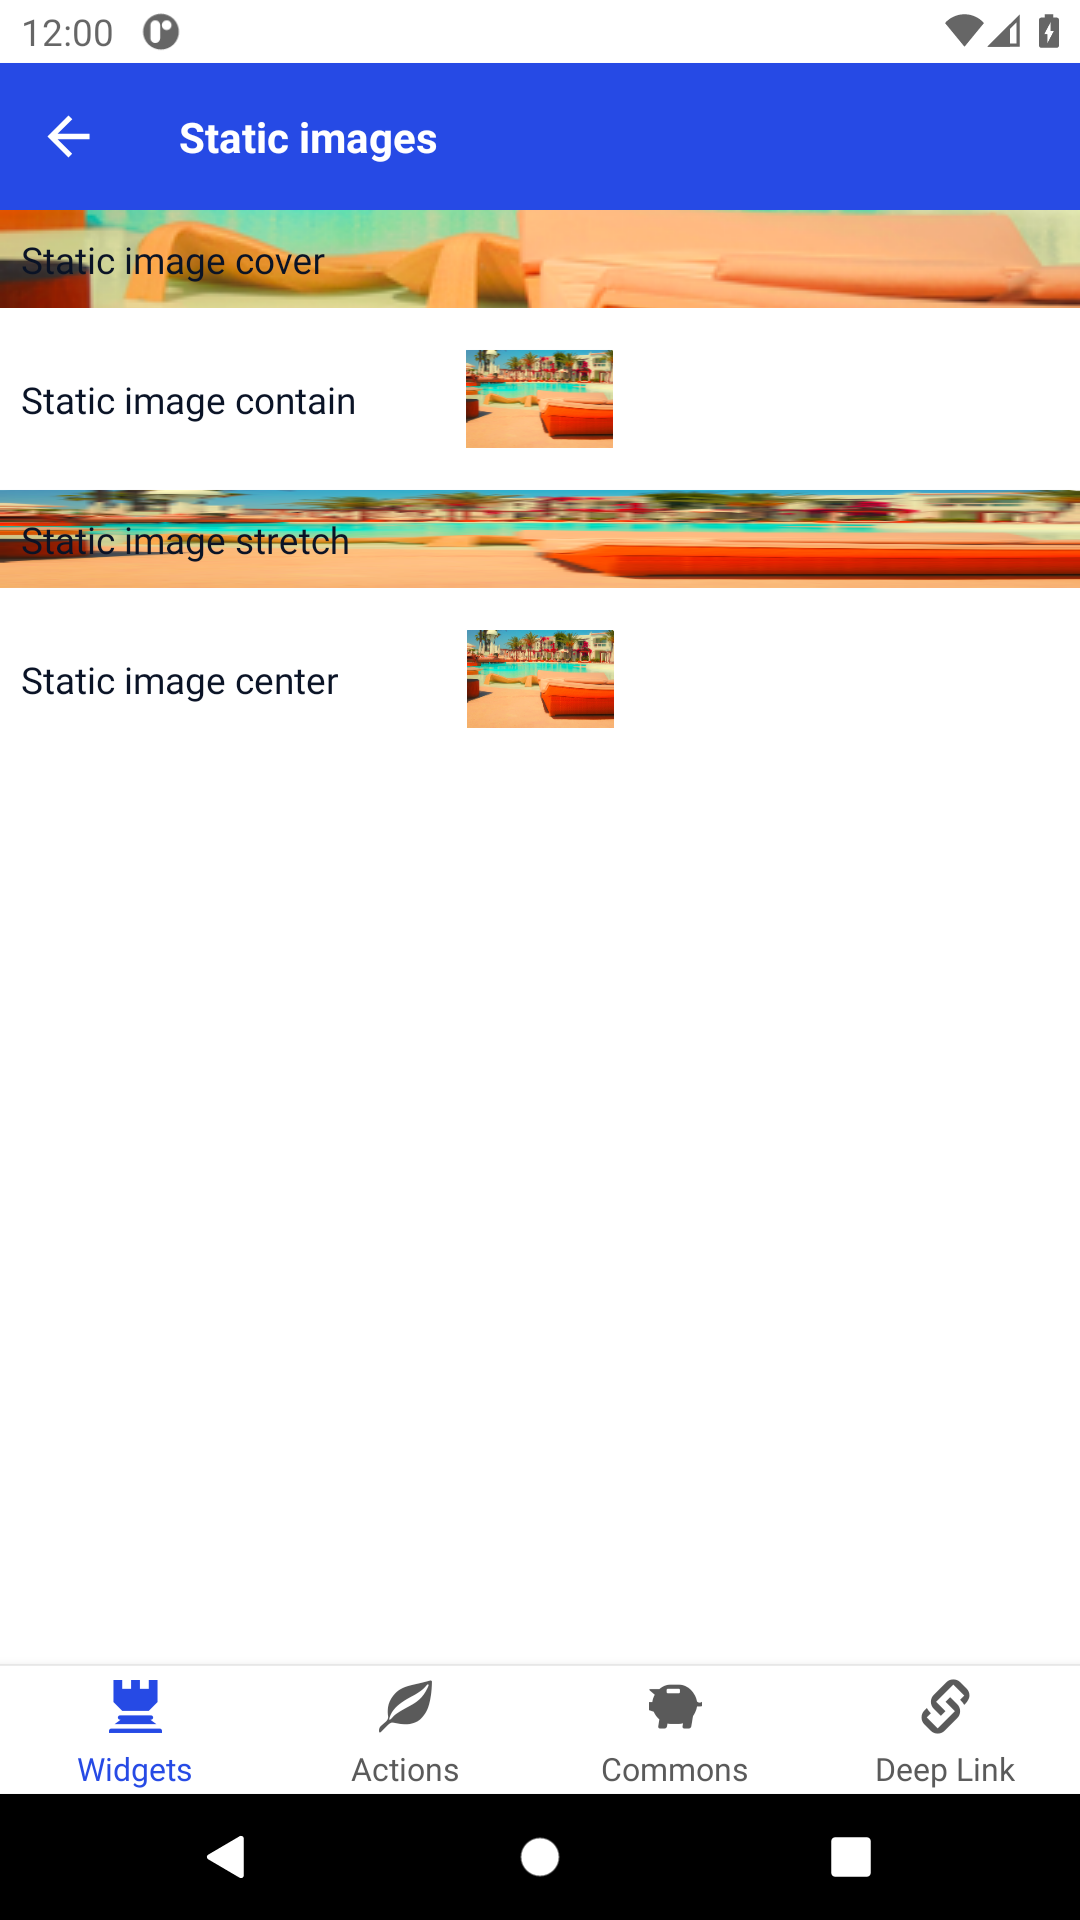 12:00
Static images
Static image cover
Static image contain
Static image stretch
Static image center
Widgets
Actions
Commons
Deep Link